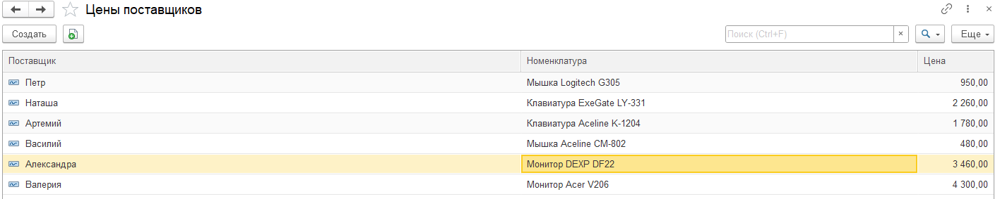 Цены поставщиков
Создать Поиск (Ctrl+F) × Еще
Поставщик Номенклатура Цена
Петр Мышка Logitech G305 950,00
Наташа Клавиатура ExeGate LY-331 2 260,00
Артемий Клавиатура Aceline K-1204 1 780,00
Василий Мышка Aceline CM-802 480,00
Александра Монитор DEXP DF22 3 460,00
Валерия Монитор Acer V206 4 300,00